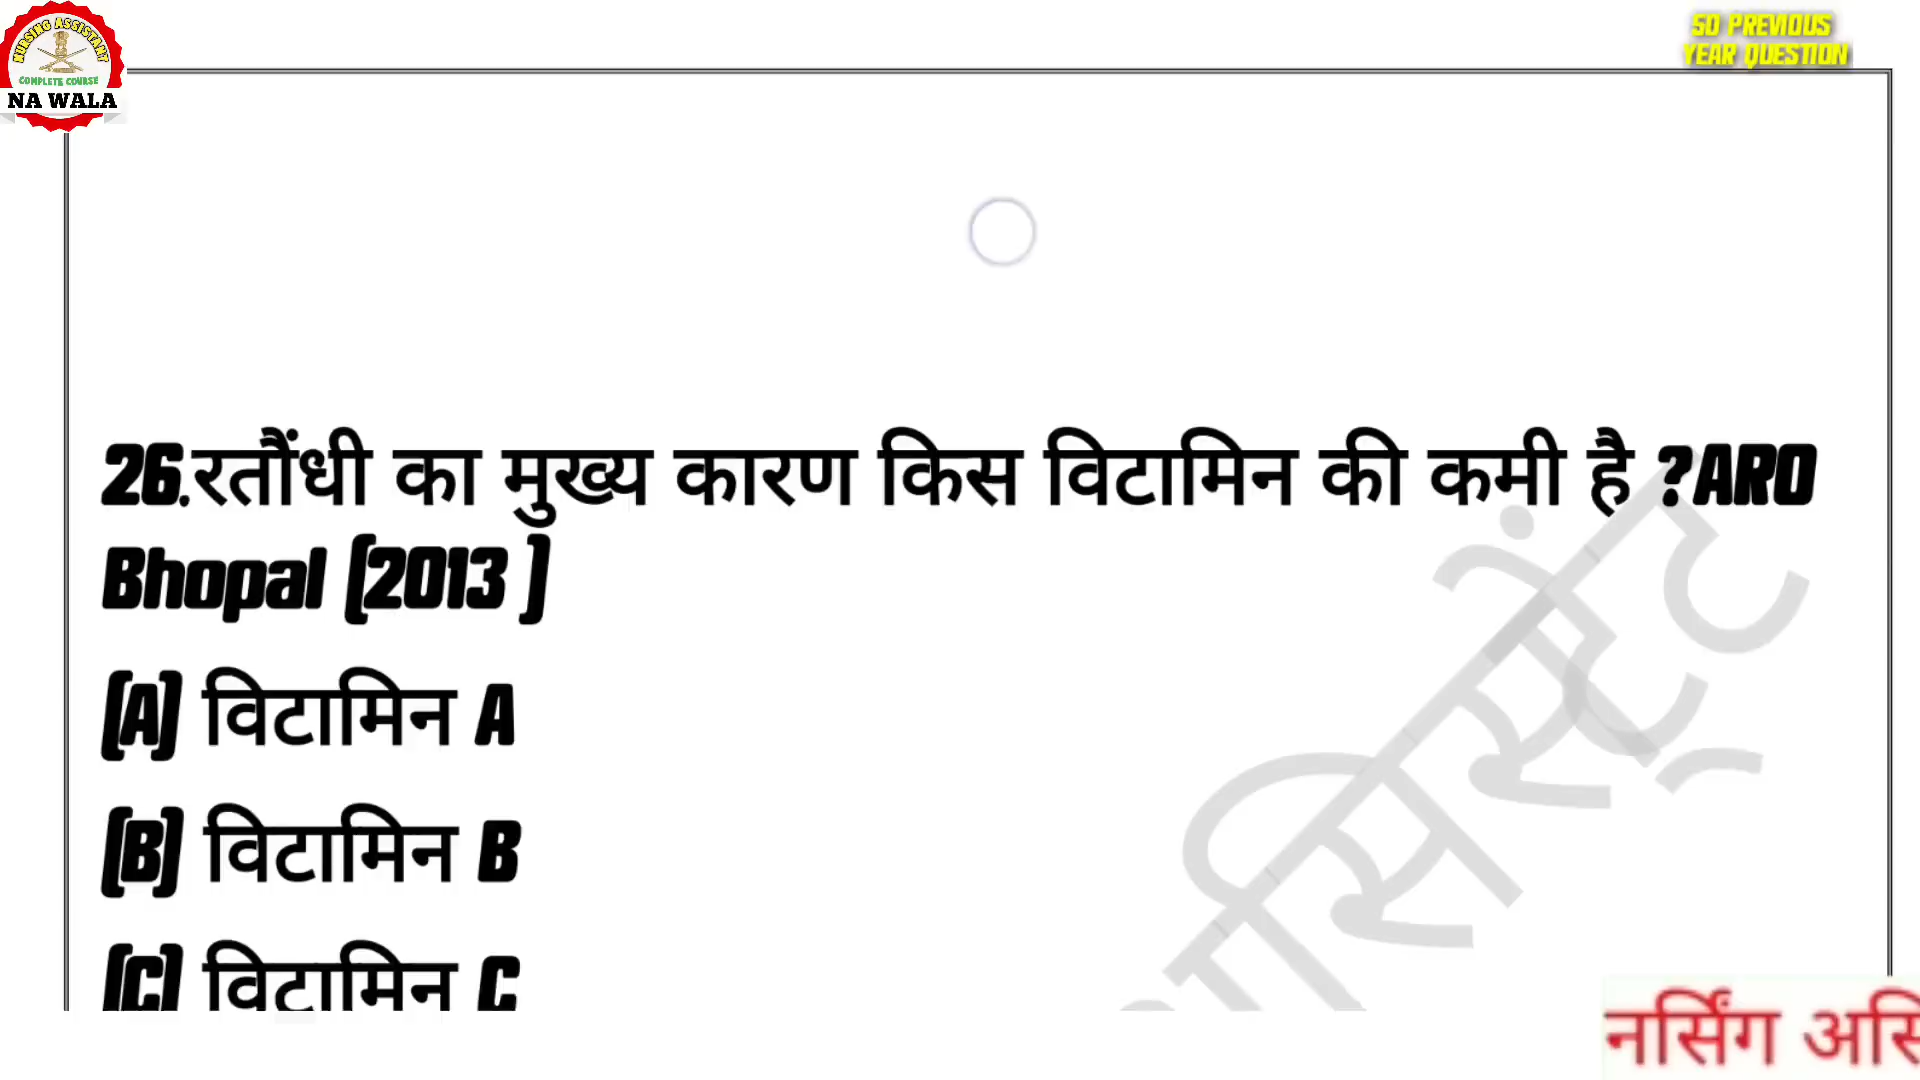 NURSING ASSISTANT
COMPLETE COURSE
NA WALA
50 PREVIOUS
YEAR QUESTION
26.रतौंधी का मुख्य कारण किस विटामिन की कमी है ?ARO
Bhopal (2013 )
(A) विटामिन A
(B) विटामिन B
(C) विटामिन C
नर्सिंग